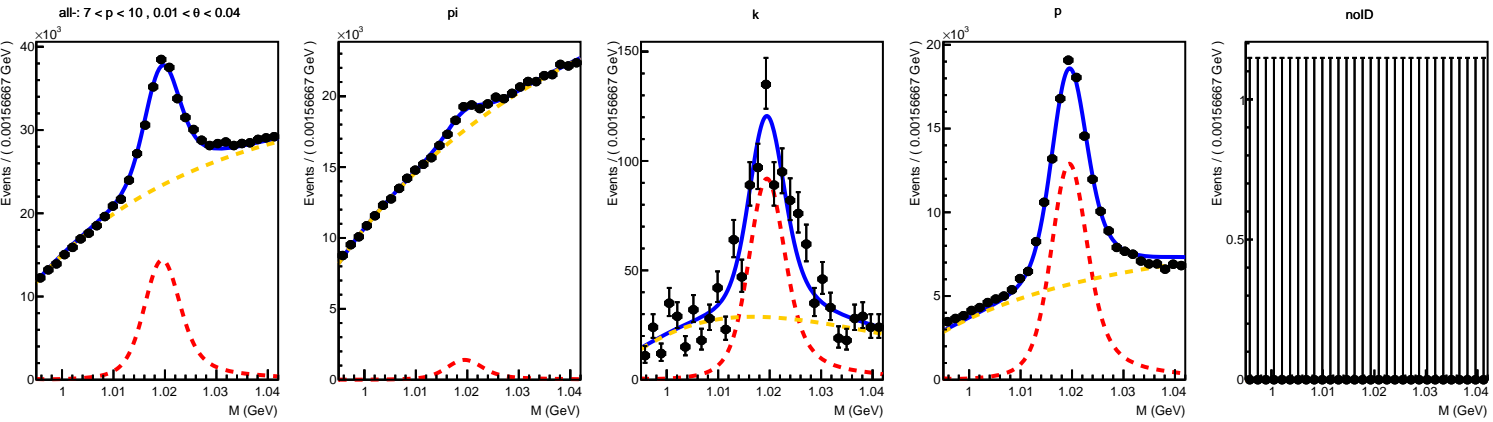 all-: 7 < p < 10 , 0.01 < θ < 0.04
×10³
Events / ( 0.00156667 GeV )
40
30
20
10
0
1 1.01 1.02 1.03 1.04
M (GeV)
pi
×10³
Events / ( 0.00156667 GeV )
20
15
10
5
0
1 1.01 1.02 1.03 1.04
M (GeV)
k
Events / ( 0.00156667 GeV )
150
100
50
0
1 1.01 1.02 1.03 1.04
M (GeV)
p
×10³
Events / ( 0.00156667 GeV )
20
15
10
5
0
1 1.01 1.02 1.03 1.04
M (GeV)
noID
Events / ( 0.00156667 GeV )
1
0.5
0
1 1.01 1.02 1.03 1.04
M (GeV)